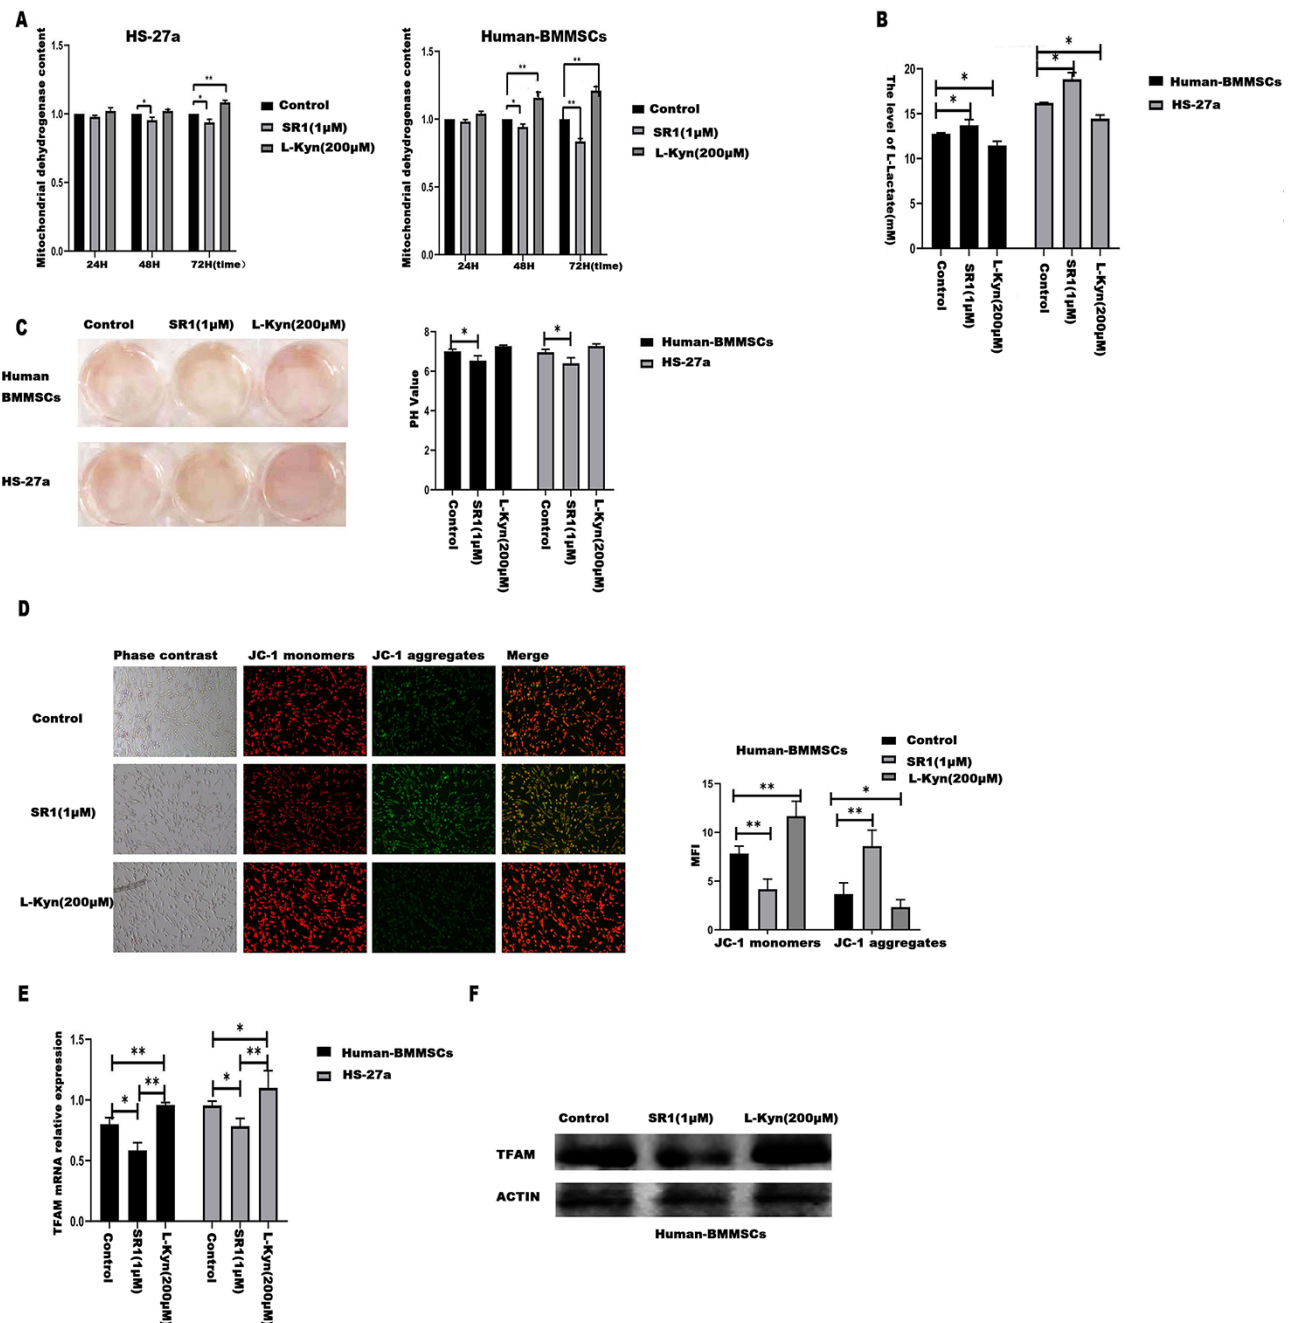 A
HS-27a
Mitochondrial dehydrogenase content
1.5
1.0
0.5
0.0
24H
48H
72H(time)
*
*
**
Control
SR1(1μM)
L-Kyn(200μM)
Human-BMMSCs
Mitochondrial dehydrogenase content
1.5
1.0
0.5
0.0
24H
48H
72H(time)
*
**
**
**
Control
SR1(1μM)
L-Kyn(200μM)
B
The level of L-Lactate(mM)
20
15
10
5
0
*
*
*
*
Control
SR1(1μM)
L-Kyn(200μM)
Control
SR1(1μM)
L-Kyn(200μM)
Human-BMMSCs
HS-27a
C
Control
SR1(1μM)
L-Kyn(200μM)
Human
BMMSCs
HS-27a
PH Value
8
6
4
2
0
*
*
Control
SR1(1μM)
L-Kyn(200μM)
Control
SR1(1μM)
L-Kyn(200μM)
Human-BMMSCs
HS-27a
D
Phase contrast
JC-1 monomers
JC-1 aggregates
Merge
Control
SR1(1μM)
L-Kyn(200μM)
Human-BMMSCs
Control
SR1(1μM)
L-Kyn(200μM)
MFI
15
10
5
0
**
**
*
**
JC-1 monomers
JC-1 aggregates
E
TFAM mRNA relative expression
1.5
1.0
0.5
0.0
**
*
**
*
*
**
Control
SR1(1μM)
L-Kyn(200μM)
Control
SR1(1μM)
L-Kyn(200μM)
Human-BMMSCs
HS-27a
F
Control
SR1(1μM)
L-Kyn(200μM)
TFAM
ACTIN
Human-BMMSCs